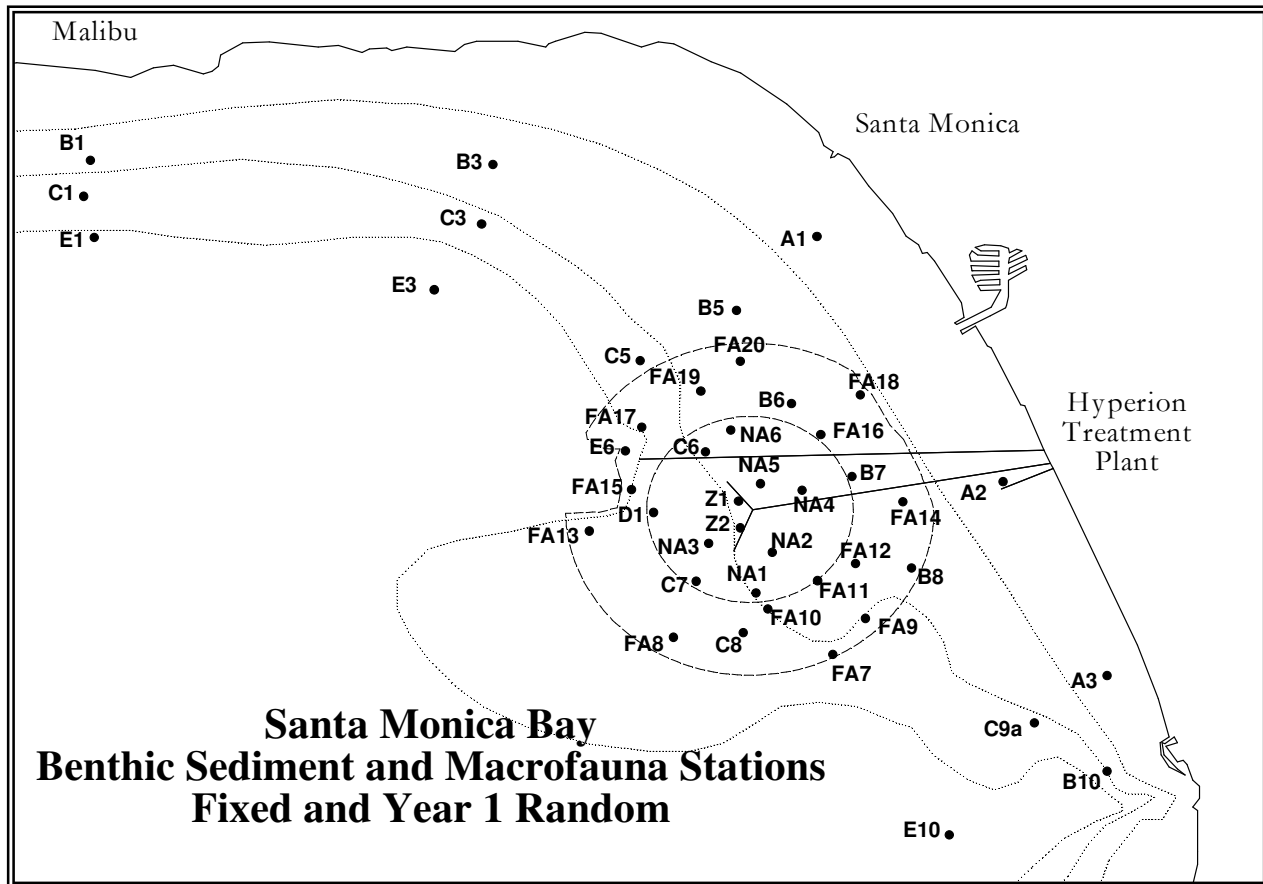 Malibu
Santa Monica
B1
B3
C1
C3
E1
A1
E3
B5
FA20
C5
FA19
FA18
B6
Hyperion
Treatment
Plant
FA17
NA6
FA16
E6
C6
NA5
B7
FA15
Z1
NA4
A2
D1
FA14
Z2
FA13
NA3
NA2
FA12
NA1
B8
C7
FA11
FA10
FA9
FA8
C8
FA7
A3
C9a
Santa Monica Bay
Benthic Sediment and Macrofauna Stations
Fixed and Year 1 Random
B10
E10